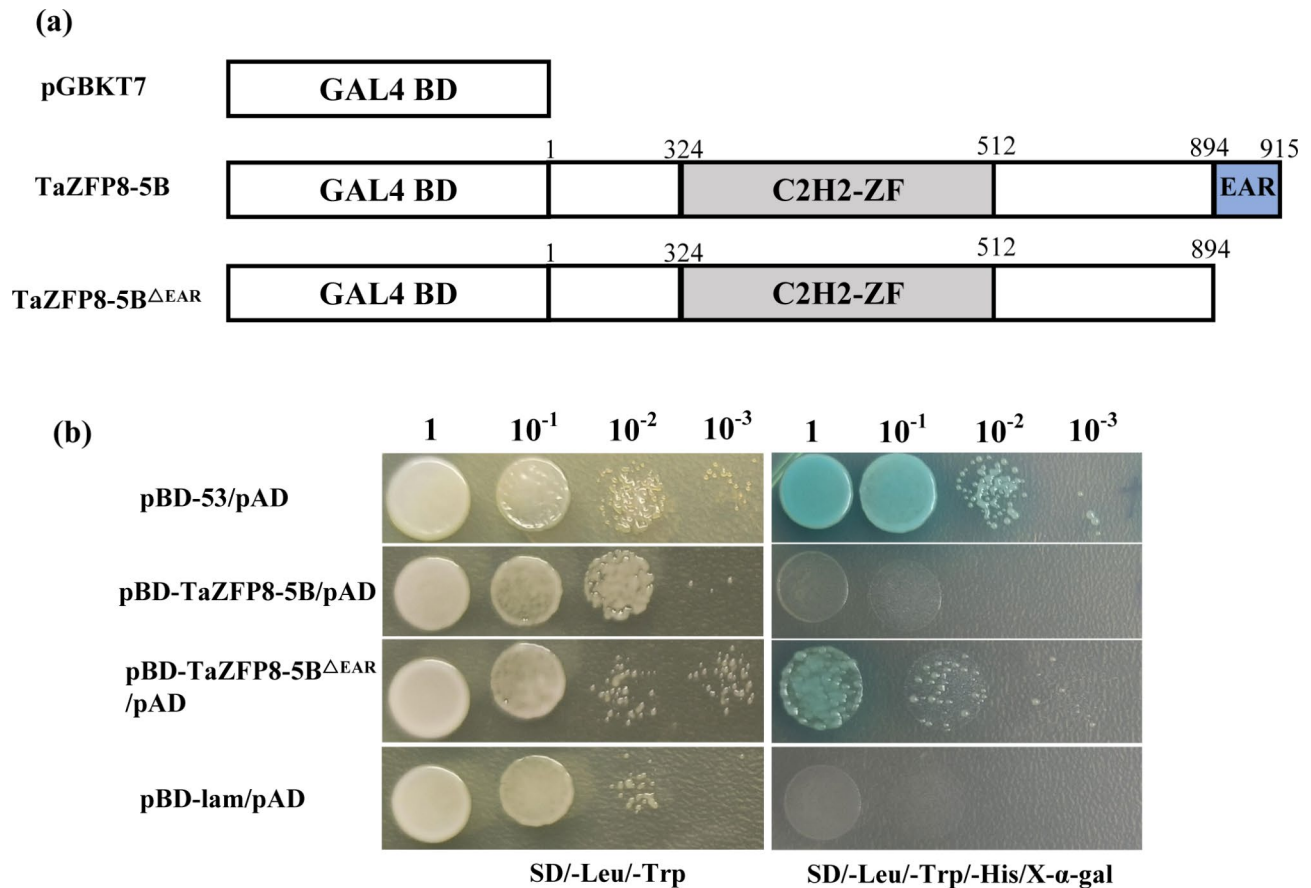 (a)
pGBKT7
GAL4 BD
1 324 512 894 915
TaZFP8-5B
GAL4 BD
C2H2-ZF
EAR
1 324 512 894
TaZFP8-5B△EAR
GAL4 BD
C2H2-ZF
(b)
1 10-1 10-2 10-3 1 10-1 10-2 10-3
pBD-53/pAD
pBD-TaZFP8-5B/pAD
pBD-TaZFP8-5B△EAR
/pAD
pBD-lam/pAD
SD/-Leu/-Trp SD/-Leu/-Trp/-His/X-α-gal